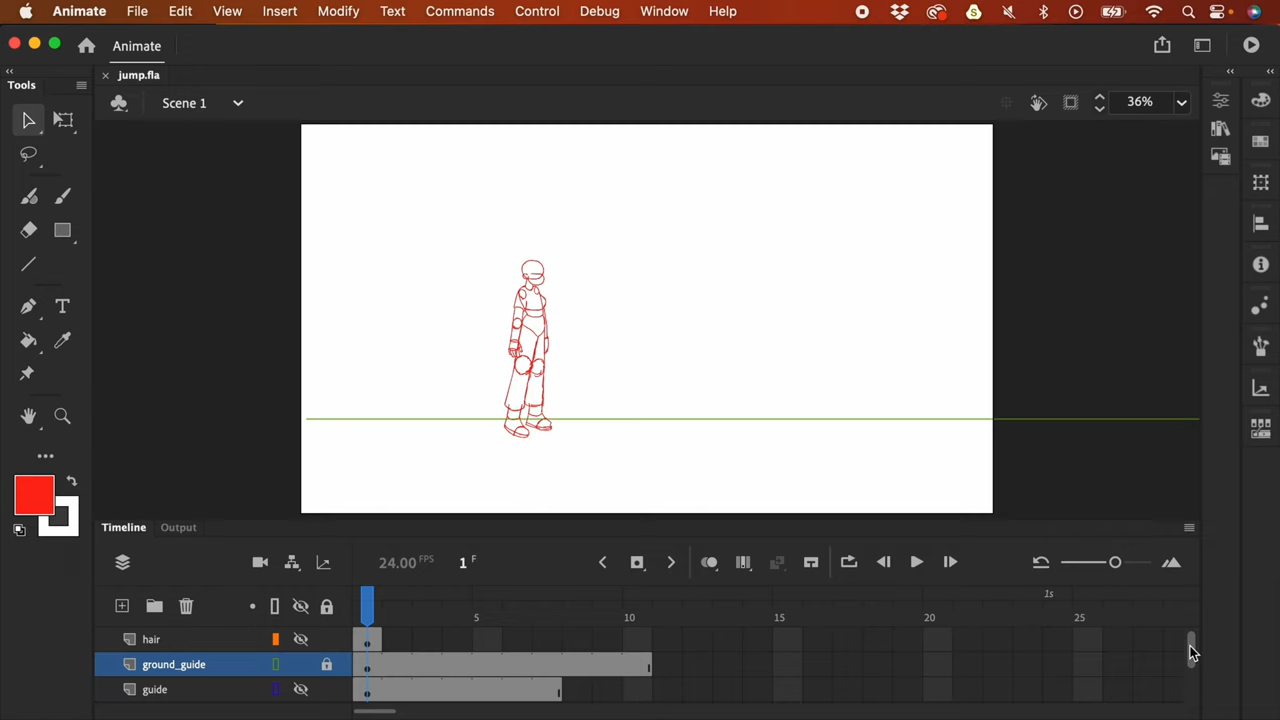 Animate File Edit View Insert Modify Text Commands Control Debug Window Help
Animate
Tools
jump.fla
Scene 1
36%
Timeline Output
24.00 FPS 1 F
1s
5 10 15 20 25
hair
ground_guide
guide